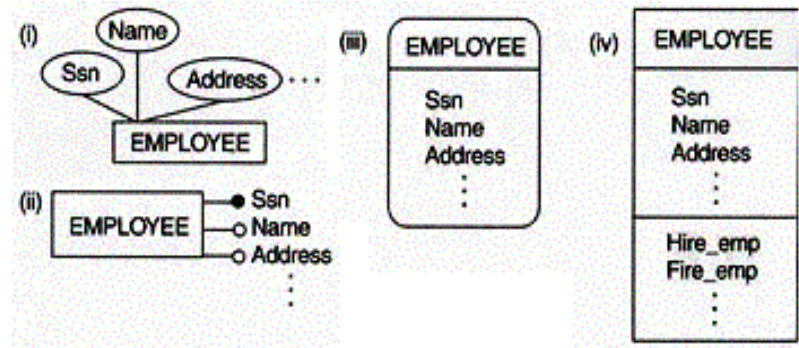 (i)
Name
Ssn
Address
EMPLOYEE
(ii)
EMPLOYEE
Ssn
Name
Address
(iii)
EMPLOYEE
Ssn
Name
Address
(iv)
EMPLOYEE
Ssn
Name
Address
Hire_emp
Fire_emp